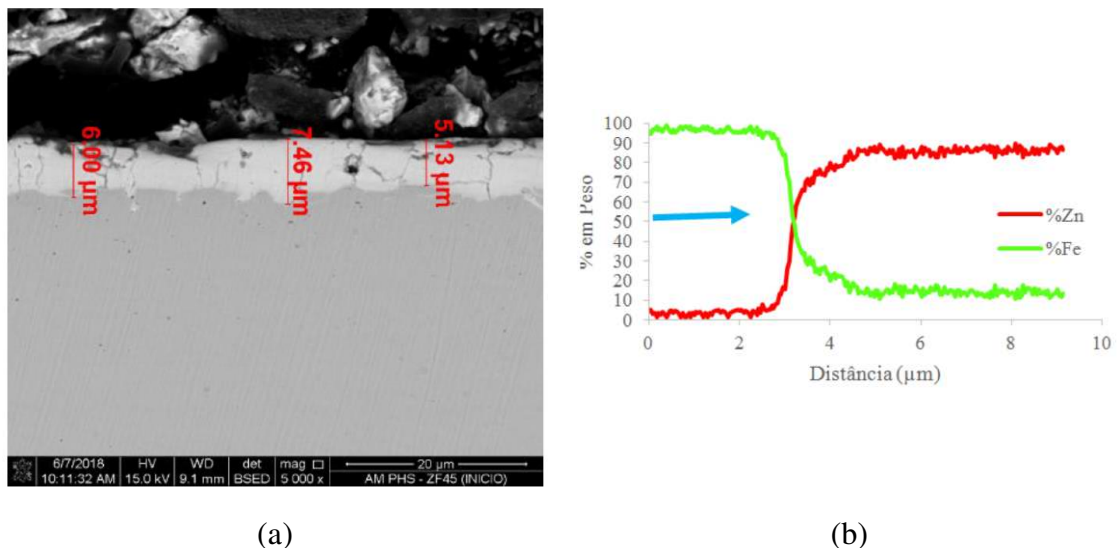 6.00 µm
7.46 µm
5.13 µm
6/7/2018 HV WD det mag □ 20 µm
10:11:32 AM 15.0 kV 9.1 mm BSED 5 000 x AM PHS - ZF45 (INICIO)
(a)
% em Peso
100
90
80
70
60
50
40
30
20
10
0
0 2 4 6 8 10
Distância (µm)
%Zn
%Fe
(b)